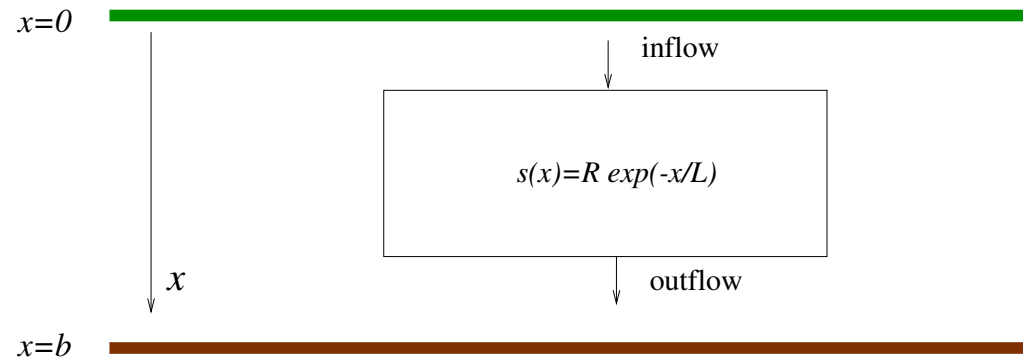 x=0
inflow
s(x)=R exp(-x/L)
x
outflow
x=b